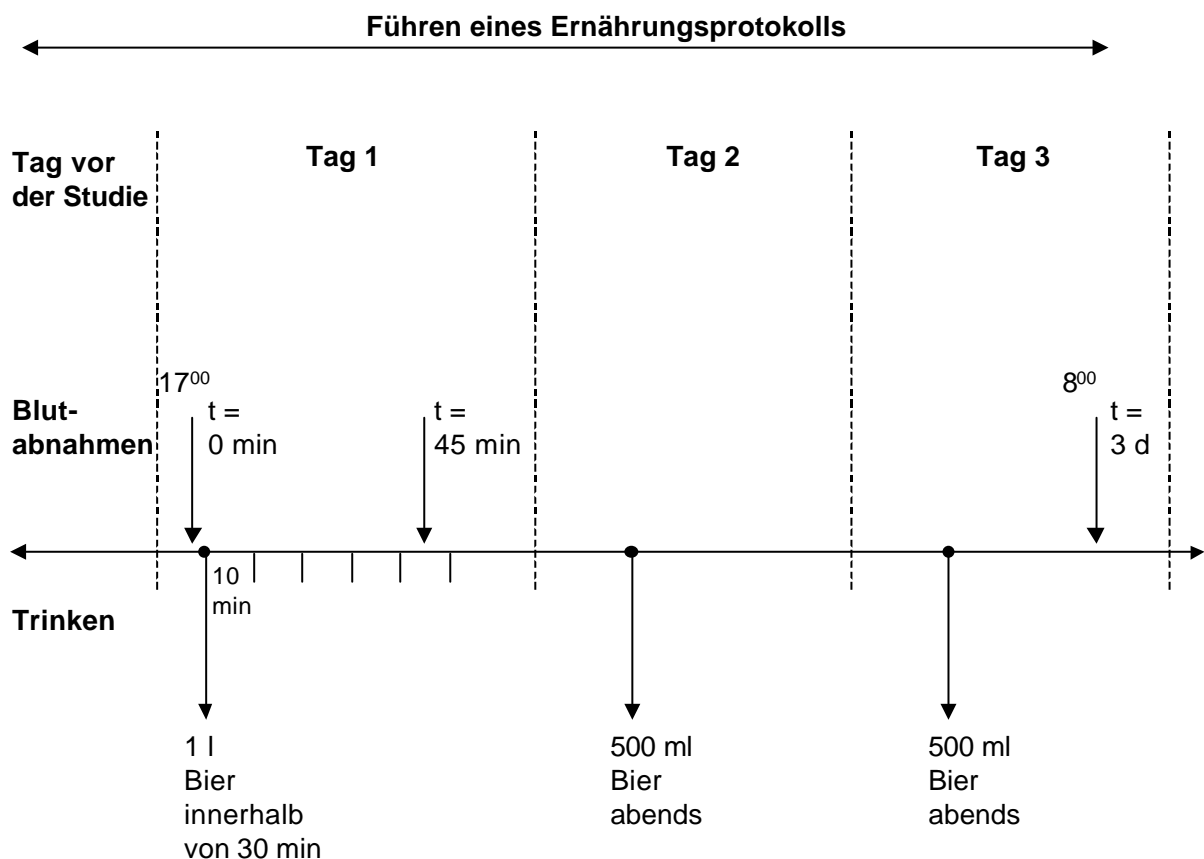 Führen eines Ernährungsprotokolls
Tag vor
der Studie
Tag 1
Tag 2
Tag 3
17⁰⁰
8⁰⁰
Blut-
abnahmen
t =
0 min
t =
45 min
t =
3 d
10
min
Trinken
1 l
Bier
innerhalb
von 30 min
500 ml
Bier
abends
500 ml
Bier
abends